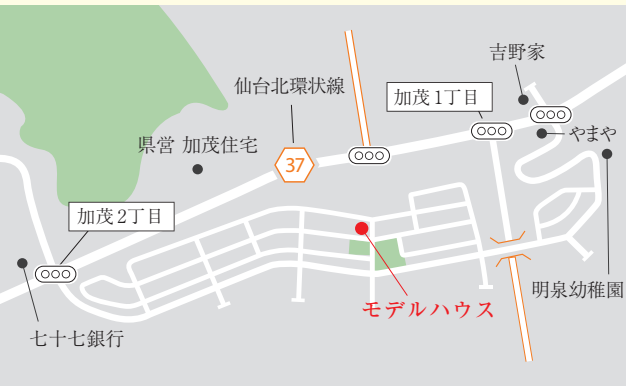 吉野家
仙台北環状線
加茂1丁目
やまや
県営 加茂住宅
37
加茂2丁目
明泉幼稚園
モデルハウス
七十七銀行